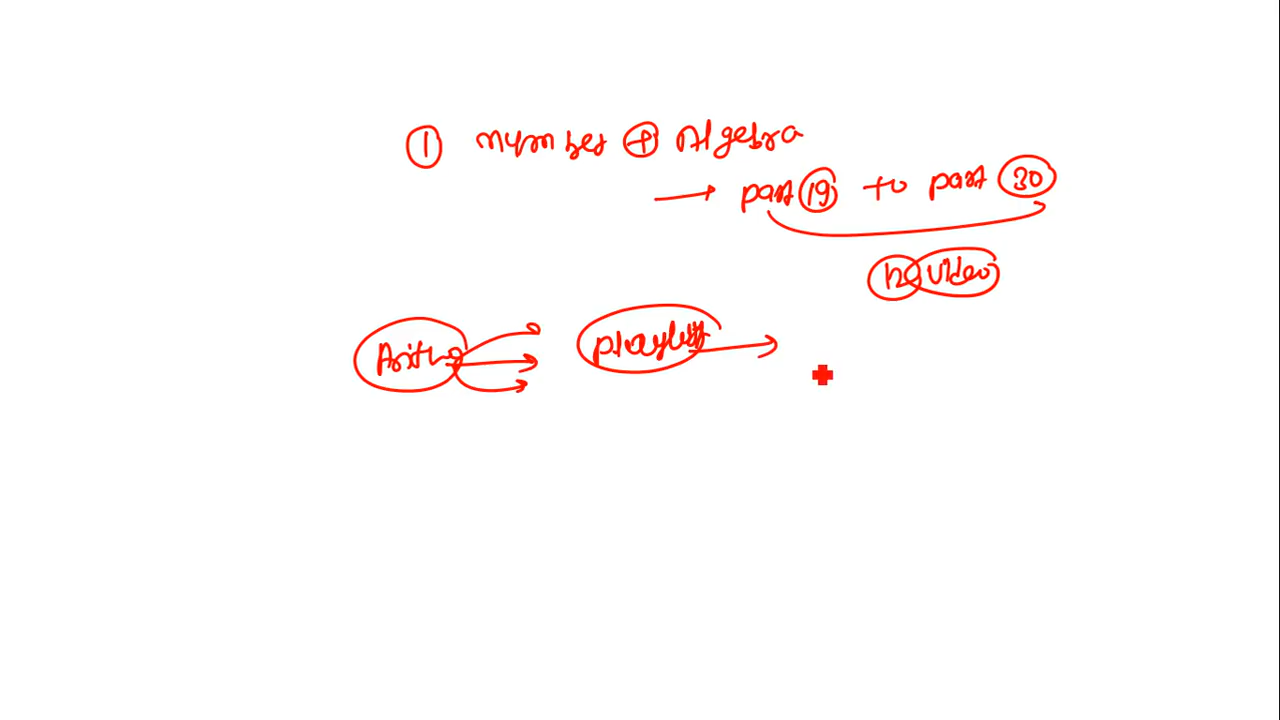 ① Number + Algebra
→ part 19 to part 30
12 video
Arith playlist →